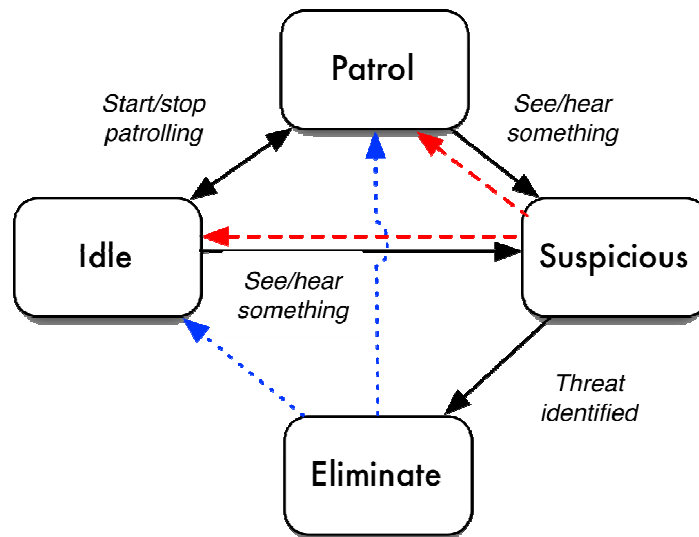 Patrol
Start/stop
patrolling
See/hear
something
Idle
Suspicious
See/hear
something
Threat
identified
Eliminate